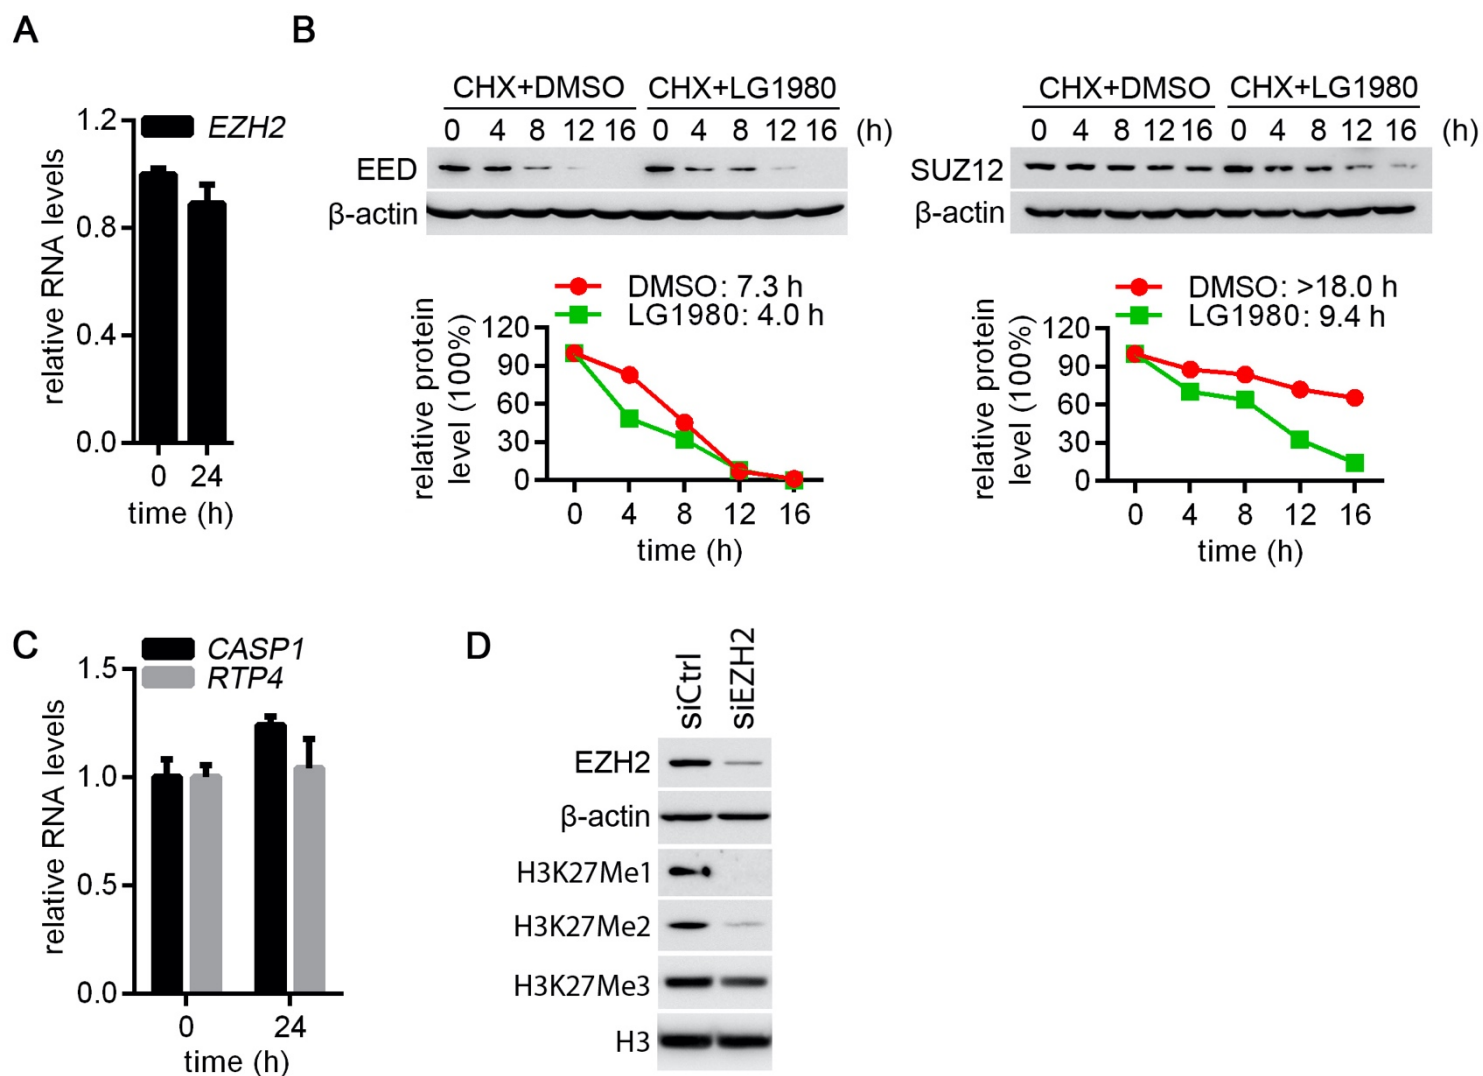 A
relative RNA levels
1.2
0.8
0.4
0.0
EZH2
0 24
time (h)
B
CHX+DMSO CHX+LG1980
0 4 8 12 16 0 4 8 12 16 (h)
EED
β-actin
DMSO: 7.3 h
LG1980: 4.0 h
relative protein
level (100%)
120
90
60
30
0
0 4 8 12 16
time (h)
CHX+DMSO CHX+LG1980
0 4 8 12 16 0 4 8 12 16 (h)
SUZ12
β-actin
DMSO: >18.0 h
LG1980: 9.4 h
relative protein
level (100%)
120
90
60
30
0
0 4 8 12 16
time (h)
C
CASP1
RTP4
relative RNA levels
1.5
1.0
0.5
0.0
0 24
time (h)
D
siCtrl
siEZH2
EZH2
β-actin
H3K27Me1
H3K27Me2
H3K27Me3
H3